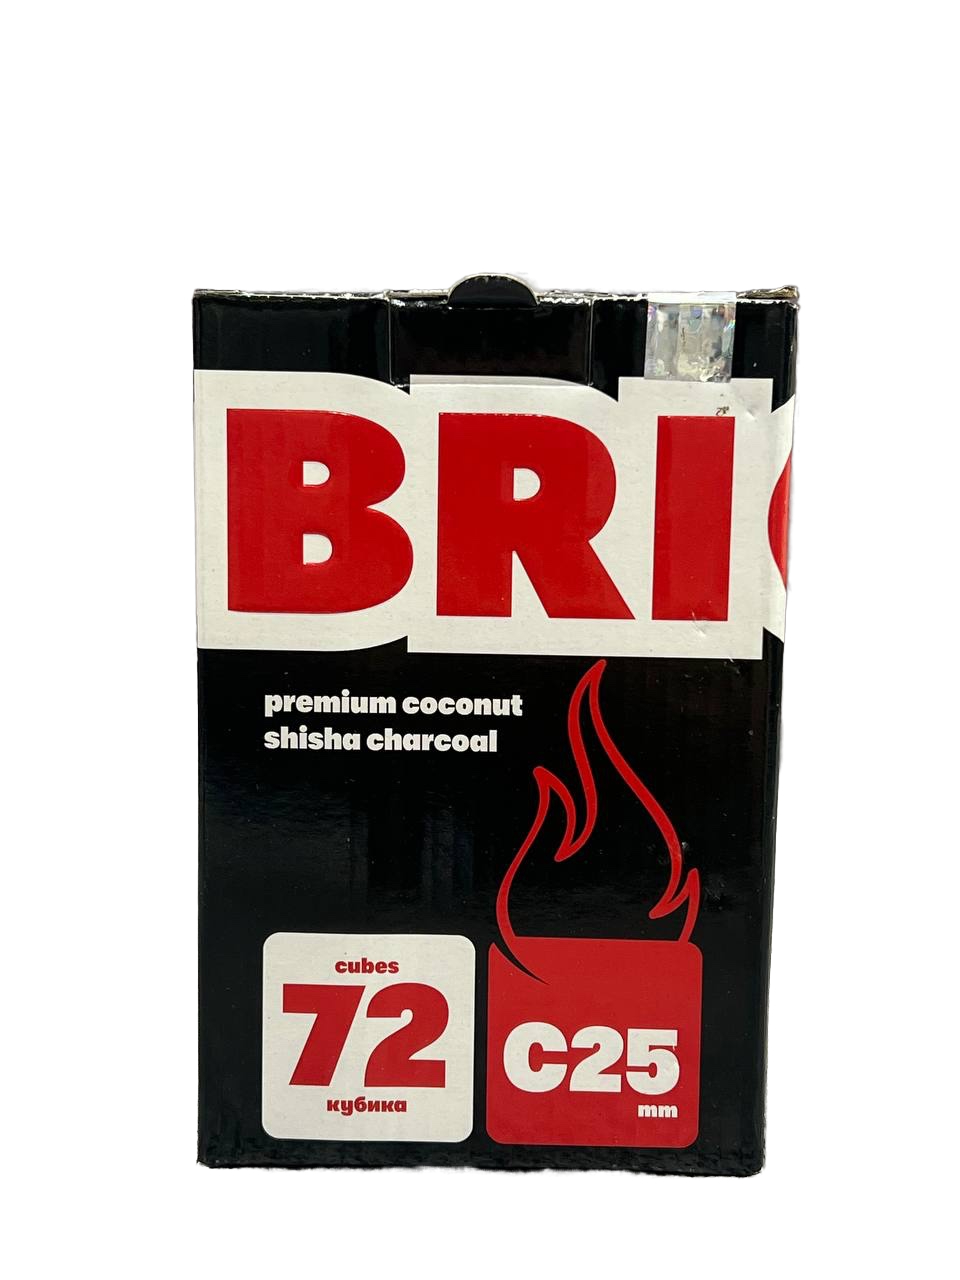 BRI
premium coconut
shisha charcoal
cubes
72
кубика
C25
mm